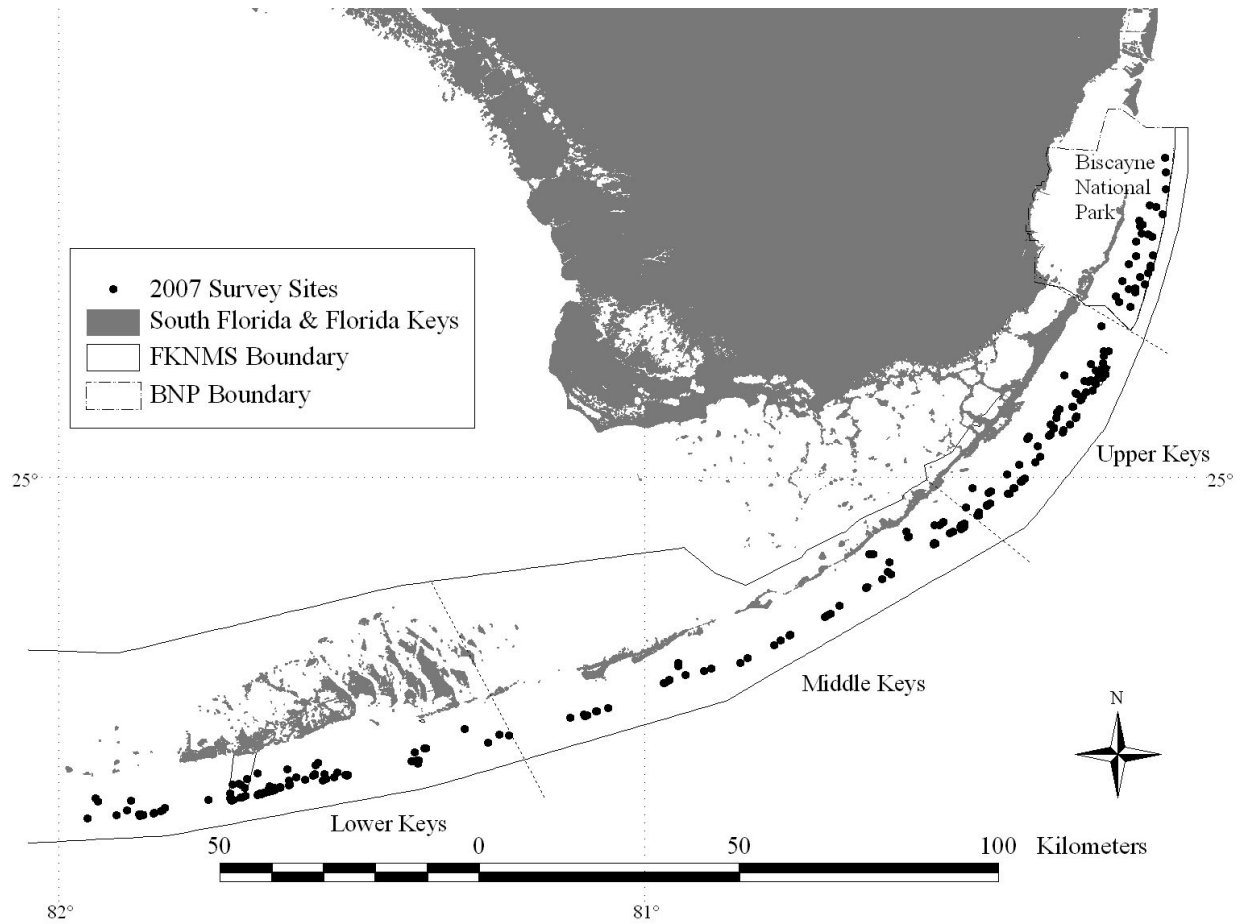 Biscayne
National
Park
2007 Survey Sites
South Florida & Florida Keys
FKNMS Boundary
BNP Boundary
Upper Keys
25°
25°
Middle Keys
N
Lower Keys
50
0
50
100
Kilometers
82°
81°